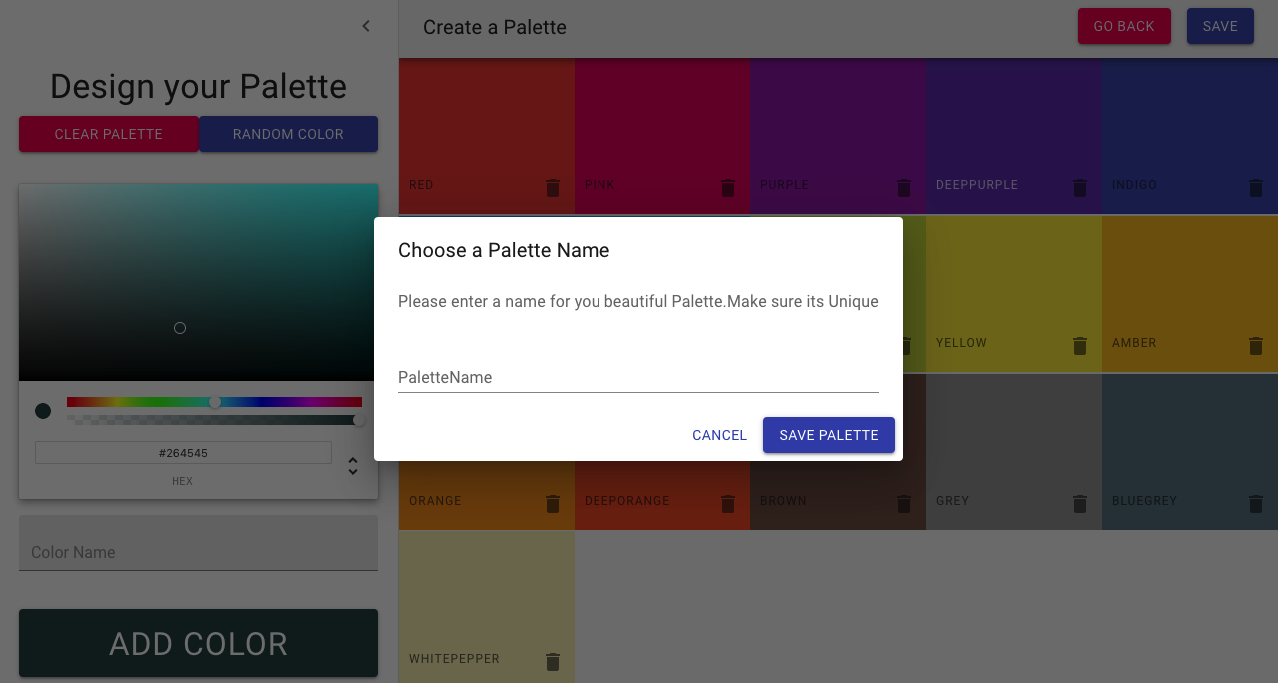 Create a Palette
GO BACK
SAVE
Design your Palette
CLEAR PALETTE
RANDOM COLOR
RED
PINK
PURPLE
DEEPPURPLE
INDIGO
Choose a Palette Name
Please enter a name for you beautiful Palette.Make sure its Unique
YELLOW
AMBER
PaletteName
CANCEL
SAVE PALETTE
#264545
HEX
ORANGE
DEEPORANGE
BROWN
GREY
BLUEGREY
Color Name
ADD COLOR
WHITEPEPPER